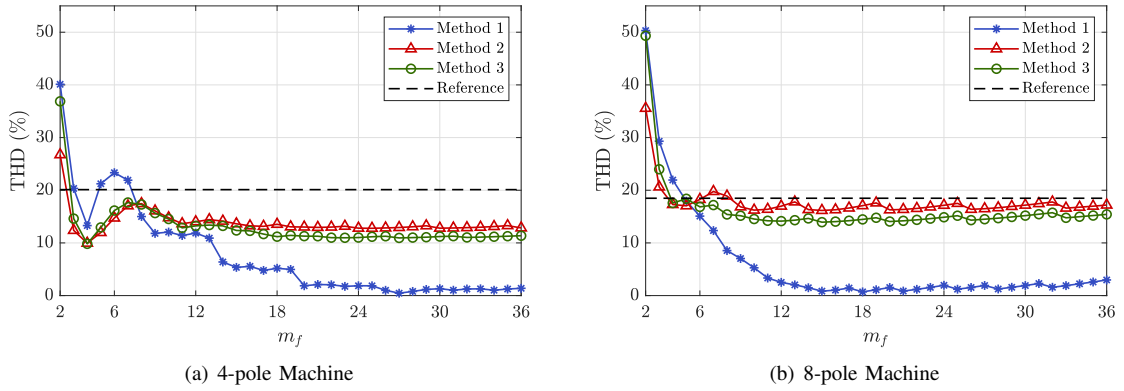 50
40
30
20
10
0
THD (%)
2 6 12 18 24 30 36
m_f
Method 1
Method 2
Method 3
Reference
(a) 4-pole Machine
50
40
30
20
10
0
THD (%)
2 6 12 18 24 30 36
m_f
Method 1
Method 2
Method 3
Reference
(b) 8-pole Machine